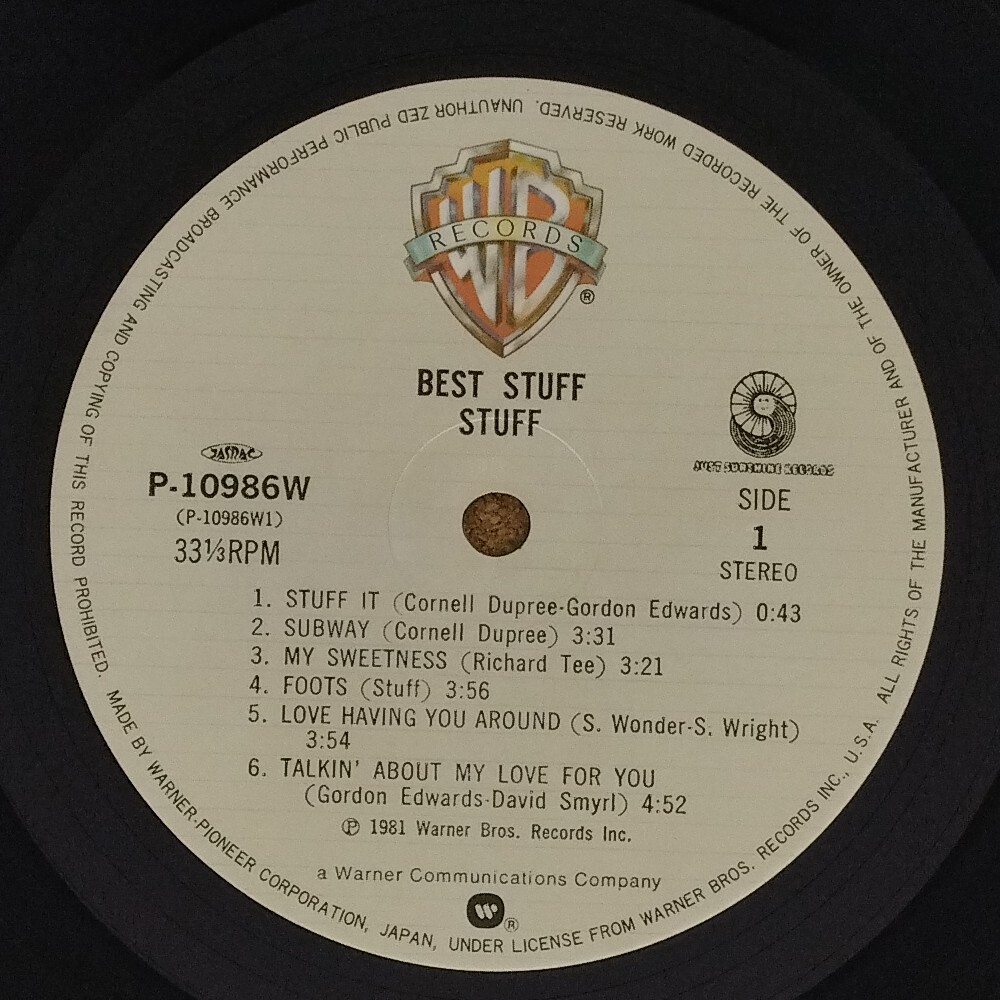 WB
RECORDS
®
BEST STUFF
STUFF
JASRAC
P-10986W
(P-10986W1)
33⅓RPM
JUST SUNSHINE RECORDS
SIDE
1
STEREO
1. STUFF IT (Cornell Dupree-Gordon Edwards) 0:43
2. SUBWAY (Cornell Dupree) 3:31
3. MY SWEETNESS (Richard Tee) 3:21
4. FOOTS (Stuff) 3:56
5. LOVE HAVING YOU AROUND (S. Wonder-S. Wright)
3:54
6. TALKIN' ABOUT MY LOVE FOR YOU
(Gordon Edwards-David Smyrl) 4:52
℗ 1981 Warner Bros. Records Inc.
a Warner Communications Company
W®
MADE BY WARNER-PIONEER CORPORATION, JAPAN, UNDER LICENSE FROM WARNER BROS. RECORDS INC., U.S.A. ALL RIGHTS OF THE MANUFACTURER AND OF THE OWNER OF THE RECORDED WORK RESERVED. UNAUTHOR ZED PUBLIC PERFORMANCE BROADCASTING AND COPYING OF THIS RECORD PROHIBITED.